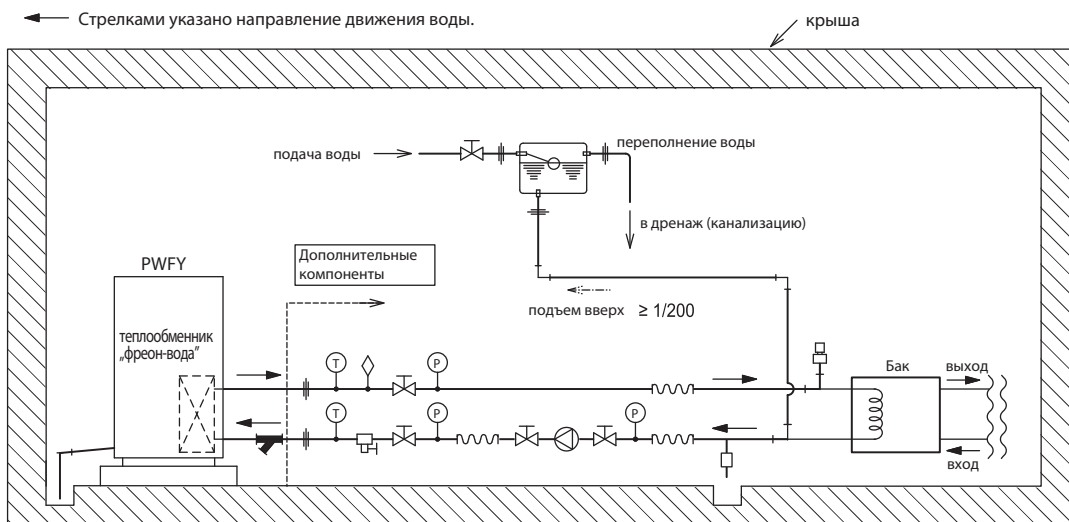 Стрелками указано направление движения воды.
крыша
подача воды
переполнение воды
в дренаж (канализацию)
PWFY
Дополнительные
компоненты
подъем вверх ≥ 1/200
теплообменник
„фреон-вода"
T
P
Бак
выход
T
P
P
вход